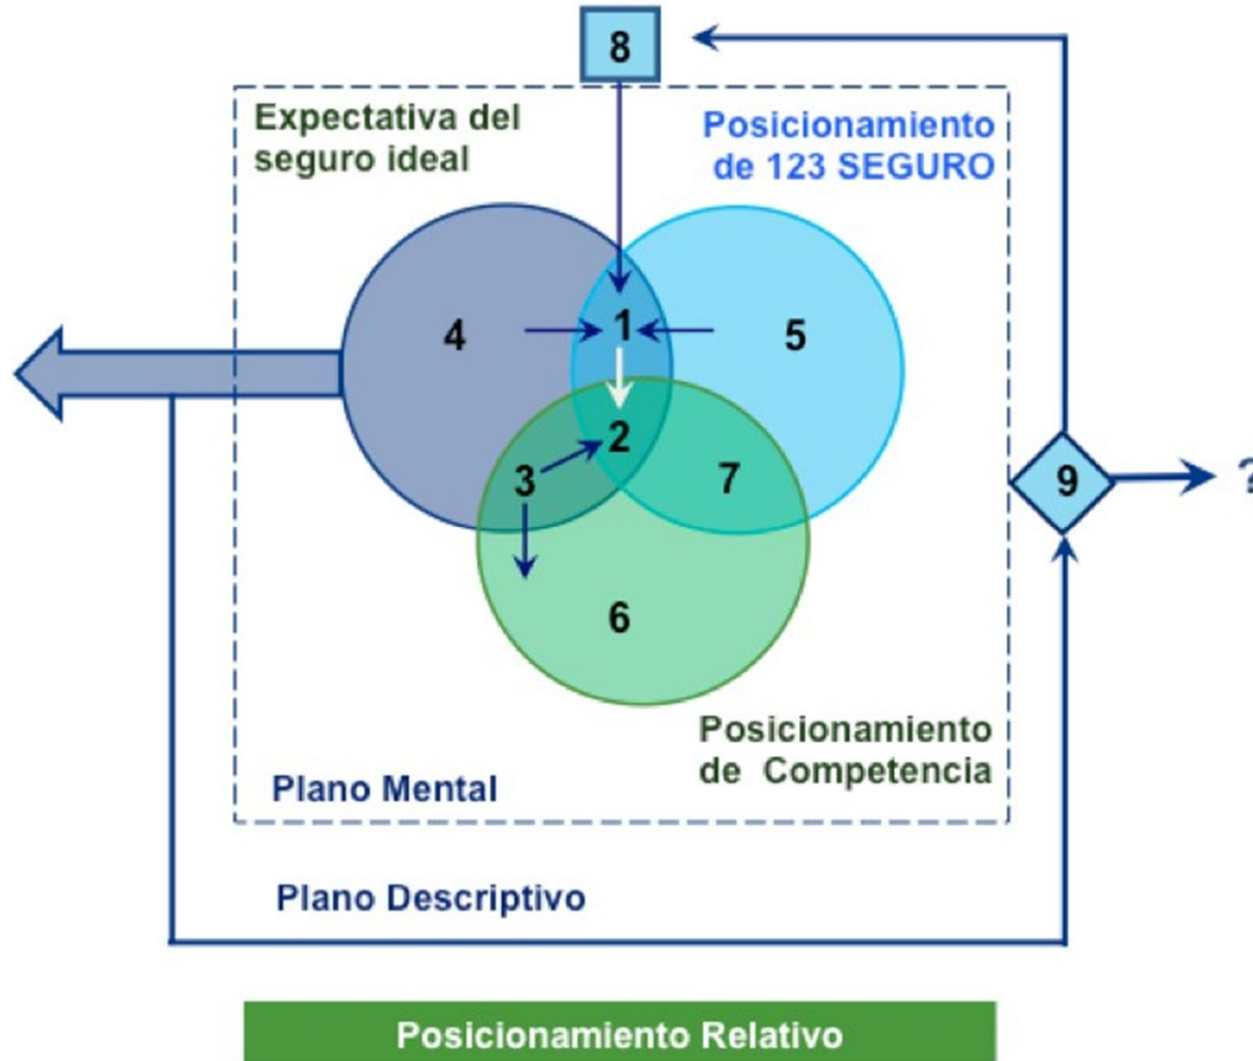 8
Expectativa del
seguro ideal
Posicionamiento
de 123 SEGURO
4
1
5
2
3
7
9
?
6
Posicionamiento
de Competencia
Plano Mental
Plano Descriptivo
Posicionamiento Relativo